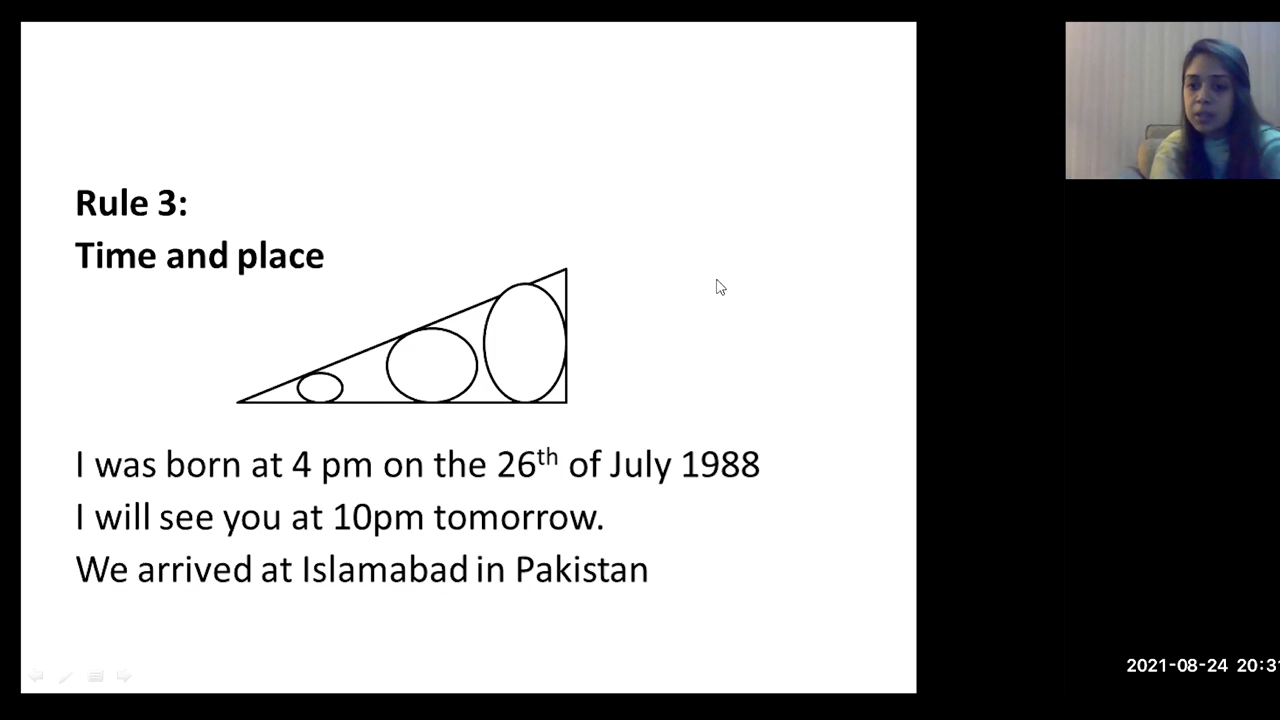 Rule 3:
Time and place
I was born at 4 pm on the 26th of July 1988
I will see you at 10pm tomorrow.
We arrived at Islamabad in Pakistan
2021-08-24 20:31